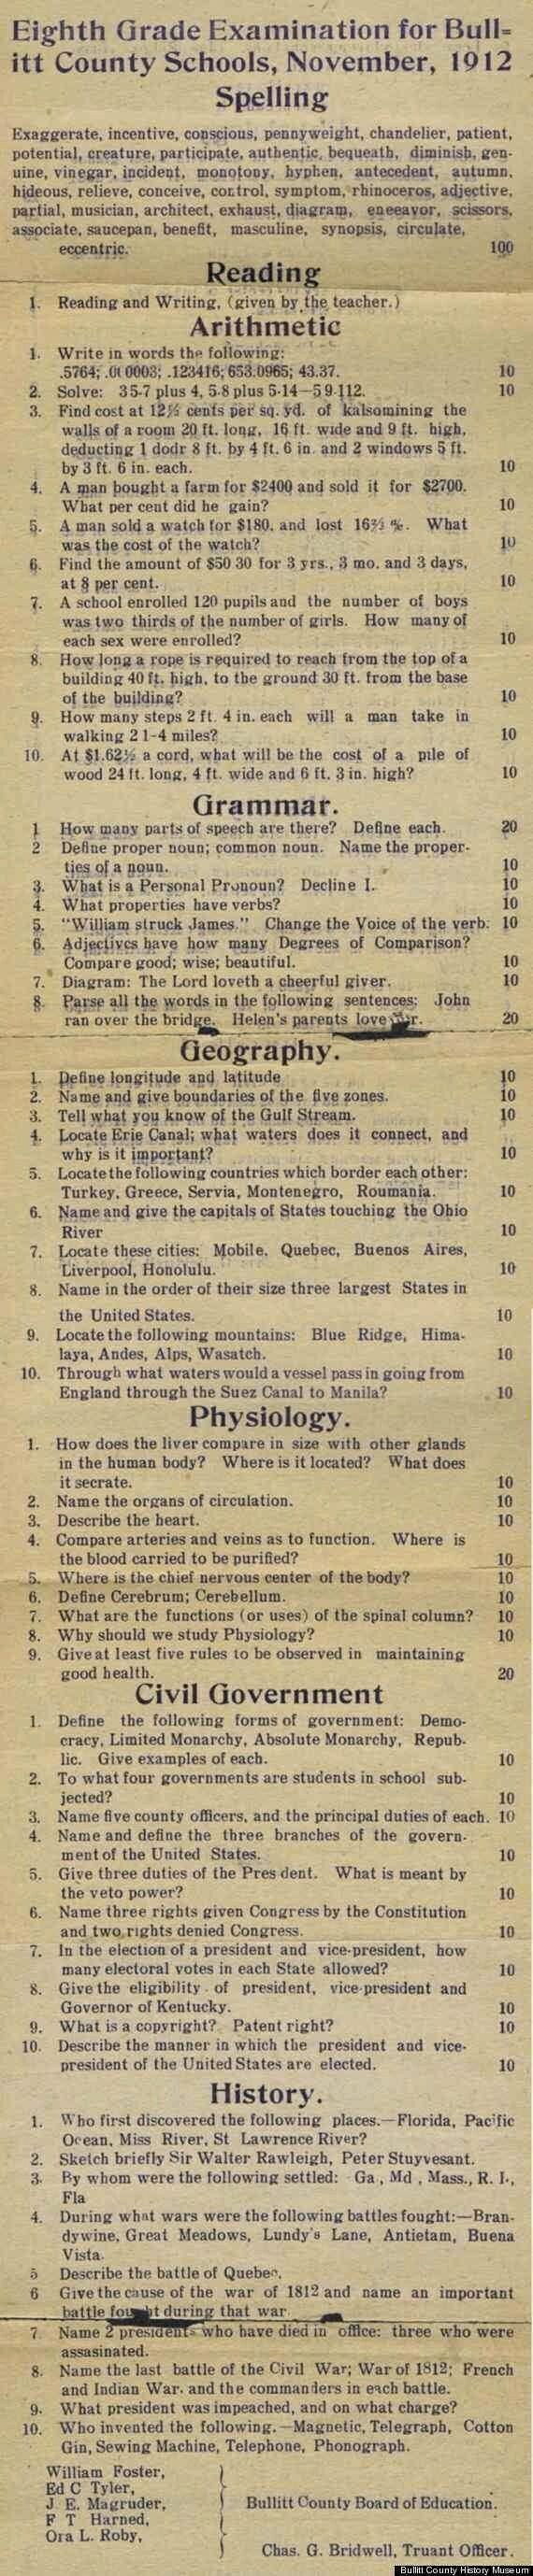 Eighth Grade Examination for Bull=
itt County Schools, November, 1912
Spelling
Exaggerate, incentive, conscious, pennyweight, chandelier, patient,
potential, creature, participate, authentic, bequeath, diminish, gen-
uine, vinegar, incident, monotony, hyphen, antecedent, autumn,
hideous, relieve, conceive, control, symptom, rhinoceros, adjective,
partial, musician, architect, exhaust, diagram, eneeavor, scissors,
associate, saucepan, benefit, masculine, synopsis, circulate,
eccentric. 100
Reading
1. Reading and Writing, (given by the teacher.)
Arithmetic
1. Write in words the following:
.5764; .0000003; .123416; 653.0965; 43.37. 10
2. Solve: 35-7 plus 4, 5-8 plus 5-14—59-112. 10
3. Find cost at 12½ cents per sq. yd. of kalsomining the
walls of a room 20 ft. long, 16 ft. wide and 9 ft. high,
deducting 1 dodr 8 ft. by 4 ft. 6 in. and 2 windows 5 ft.
by 3 ft. 6 in. each. 10
4. A man bought a farm for $2400 and sold it for $2700.
What per cent did he gain? 10
5. A man sold a watch for $180. and lost 16⅔ %. What
was the cost of the watch? 10
6. Find the amount of $50 30 for 3 yrs., 3 mo. and 3 days,
at 8 per cent. 10
7. A school enrolled 120 pupils and the number of boys
was two thirds of the number of girls. How many of
each sex were enrolled? 10
8. How long a rope is required to reach from the top of a
building 40 ft. high, to the ground 30 ft. from the base
of the building? 10
9. How many steps 2 ft. 4 in. each will a man take in
walking 2 1-4 miles? 10
10. At $1.62½ a cord, what will be the cost of a pile of
wood 24 ft. long, 4 ft. wide and 6 ft. 3 in. high? 10
Grammar.
1 How many parts of speech are there? Define each. 20
2 Define proper noun; common noun. Name the proper-
ties of a noun. 10
3. What is a Personal Pronoun? Decline I. 10
4. What properties have verbs? 10
5. "William struck James." Change the Voice of the verb. 10
6. Adjectives have how many Degrees of Comparison?
Compare good; wise; beautiful. 10
7. Diagram: The Lord loveth a cheerful giver. 10
8. Parse all the words in the following sentences: John
ran over the bridge. Helen's parents love 20
Geography.
1. Define longitude and latitude 10
2. Name and give boundaries of the five zones. 10
3. Tell what you know of the Gulf Stream. 10
4. Locate Erie Canal; what waters does it connect, and
why is it important? 10
5. Locate the following countries which border each other:
Turkey, Greece, Servia, Montenegro, Roumania. 10
6. Name and give the capitals of States touching the Ohio
River 10
7. Locate these cities: Mobile, Quebec, Buenos Aires,
Liverpool, Honolulu. 10
8. Name in the order of their size three largest States in
the United States. 10
9. Locate the following mountains: Blue Ridge, Hima-
laya, Andes, Alps, Wasatch. 10
10. Through what waters would a vessel pass in going from
England through the Suez Canal to Manila? 10
Physiology.
1. How does the liver compare in size with other glands
in the human body? Where is it located? What does
it secrate. 10
2. Name the organs of circulation. 10
3. Describe the heart. 10
4. Compare arteries and veins as to function. Where is
the blood carried to be purified? 10
5. Where is the chief nervous center of the body? 10
6. Define Cerebrum; Cerebellum. 10
7. What are the functions (or uses) of the spinal column? 10
8. Why should we study Physiology? 10
9. Give at least five rules to be observed in maintaining
good health. 20
Civil Government
1. Define the following forms of government: Demo-
cracy, Limited Monarchy, Absolute Monarchy, Repub-
lic. Give examples of each. 10
2. To what four governments are students in school sub-
jected? 10
3. Name five county officers, and the principal duties of each. 10
4. Name and define the three branches of the govern-
ment of the United States. 10
5. Give three duties of the Pres dent. What is meant by
the veto power? 10
6. Name three rights given Congress by the Constitution
and two rights denied Congress. 10
7. In the election of a president and vice-president, how
many electoral votes in each State allowed? 10
8. Give the eligibility of president, vice-president and
Governor of Kentucky. 10
9. What is a copyright? Patent right? 10
10. Describe the manner in which the president and vice-
president of the United States are elected. 10
History.
1. Who first discovered the following places.—Florida, Pacific
Ocean, Miss River, St Lawrence River?
2. Sketch briefly Sir Walter Rawleigh, Peter Stuyvesant.
3. By whom were the following settled: Ga, Md, Mass., R. I.,
Fla
4. During what wars were the following battles fought:—Bran-
dywine, Great Meadows, Lundy's Lane, Antietam, Buena
Vista.
5 Describe the battle of Quebec.
6 Give the cause of the war of 1812 and name an important
battle fought during that war
7. Name 2 presidents who have died in office: three who were
assasinated.
8. Name the last battle of the Civil War; War of 1812; French
and Indian War, and the commanders in each battle.
9. What president was impeached, and on what charge?
10. Who invented the following.—Magnetic, Telegraph, Cotton
Gin, Sewing Machine, Telephone, Phonograph.
William Foster,
Ed C Tyler,
J. E. Magruder,
F T Harned,
Ora L. Roby,
Bullitt County Board of Education.
Chas. G. Bridwell, Truant Officer.
Bullitt County History Museum